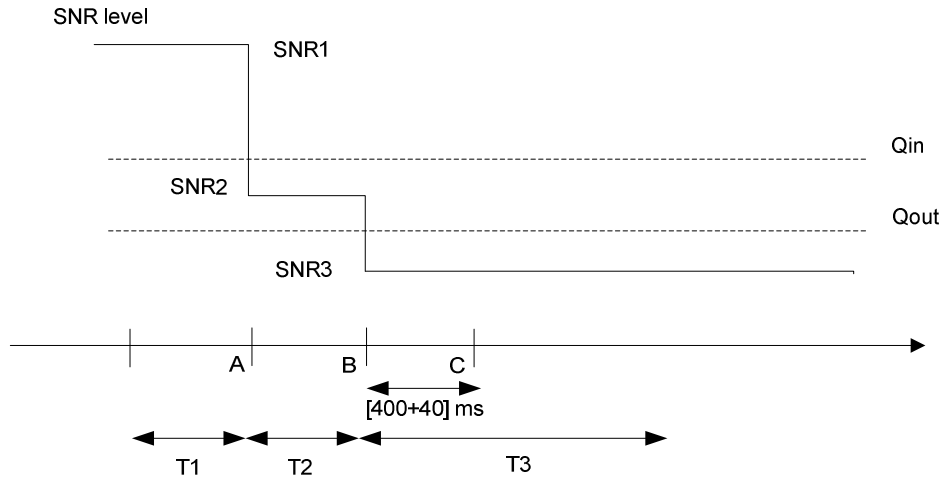 SNR level
SNR1
Qin
SNR2
Qout
SNR3
A
B
C
[400+40] ms
T1
T2
T3